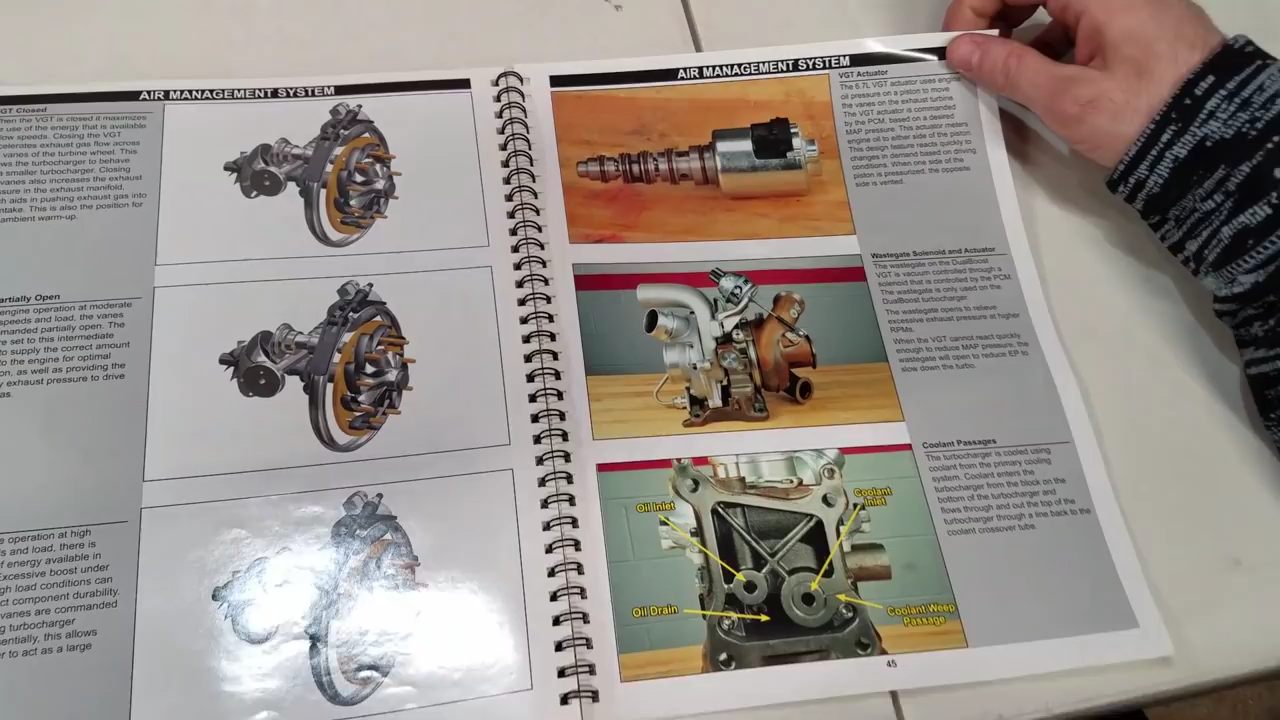 AIR MANAGEMENT SYSTEM
GT Closed
hen the VGT is closed it maximizes
use of the energy that is available
low speeds. Closing the VGT
celerates exhaust gas flow across
vanes of the turbine wheel. This
ws the turbocharger to behave
a smaller turbocharger. Closing
vanes also increases the exhaust
sure in the exhaust manifold,
ch aids in pushing exhaust gas into
ntake. This is also the position for
ambient warm-up.
artially Open
engine operation at moderate
speeds and load, the vanes
manded partially open. The
re set to this intermediate
to supply the correct amount
to the engine for optimal
on, as well as providing the
y exhaust pressure to drive
as.
e operation at high
s and load, there is
of energy available in
Excessive boost under
gh load conditions can
ct component durability.
vanes are commanded
g turbocharger
sentially, this allows
r to act as a large
AIR MANAGEMENT SYSTEM
VGT Actuator
The 6.7L VGT actuator uses engine
oil pressure on a piston to move
the vanes on the exhaust turbine.
The VGT actuator is commanded
by the PCM, based on a desired
MAP pressure. This actuator meters
engine oil to either side of the piston.
This design feature reacts quickly to
changes in demand based on driving
conditions. When one side of the
piston is pressurized, the opposite
side is vented.
Wastegate Solenoid and Actuator
The wastegate on the DualBoost
VGT is vacuum controlled through a
solenoid that is controlled by the PCM.
The wastegate is only used on the
DualBoost turbocharger.
The wastegate opens to relieve
excessive exhaust pressure at higher
RPMs.
When the VGT cannot react quickly
enough to reduce MAP pressure, the
wastegate will open to reduce EP to
slow down the turbo.
Coolant Passages
The turbocharger is cooled using
coolant from the primary cooling
system. Coolant enters the
turbocharger from the block on the
bottom of the turbocharger and
flows through and out the top of the
turbocharger through a line back to the
coolant crossover tube.
Oil Inlet
Coolant
Inlet
Oil Drain
Coolant Weep
Passage
45